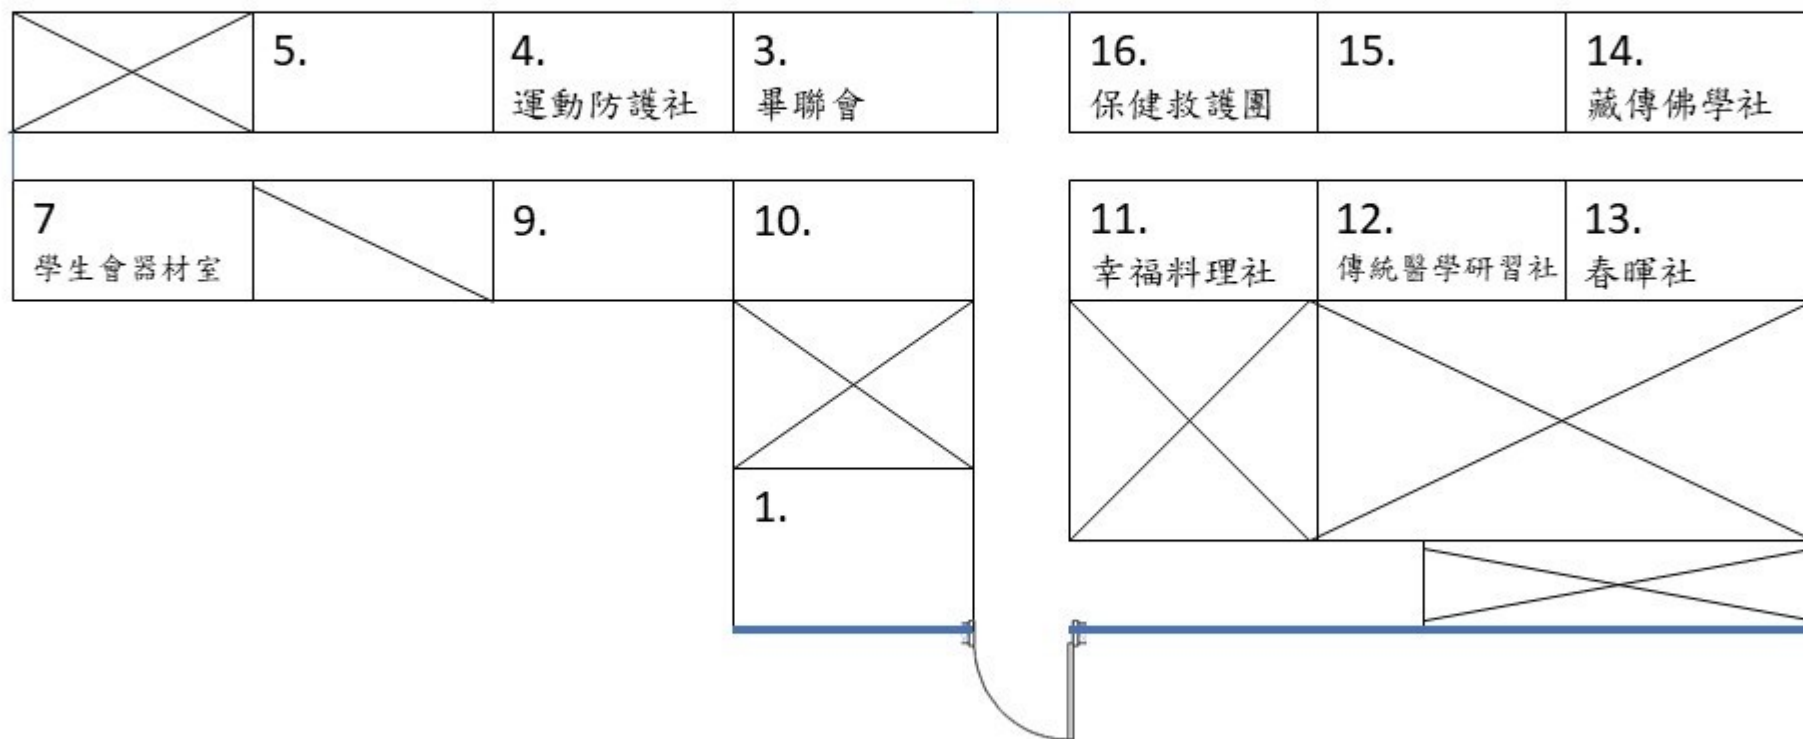 5.
4.
運動防護社
3.
畢聯會
16.
保健救護團
15.
14.
藏傳佛學社
7
學生會器材室
9.
10.
11.
幸福料理社
12.
傳統醫學研習社
13.
春暉社
1.